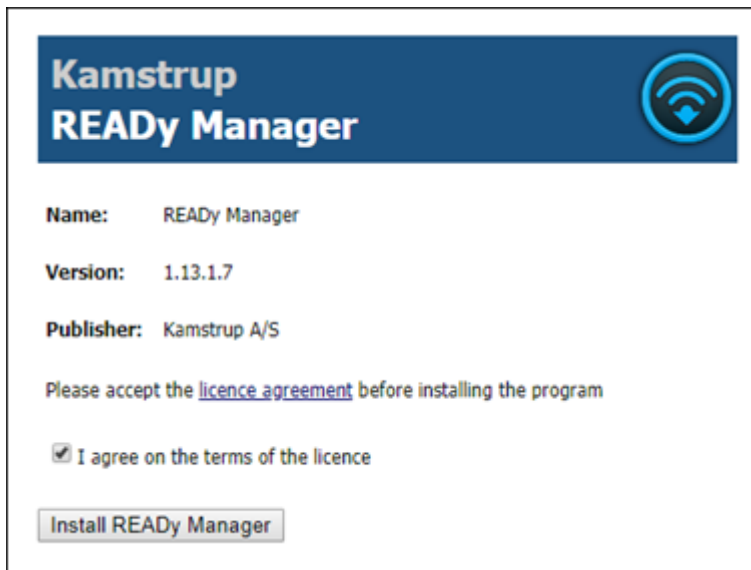 Kamstrup
READy Manager
Name: READy Manager
Version: 1.13.1.7
Publisher: Kamstrup A/S
Please accept the licence agreement before installing the program
I agree on the terms of the licence
Install READy Manager